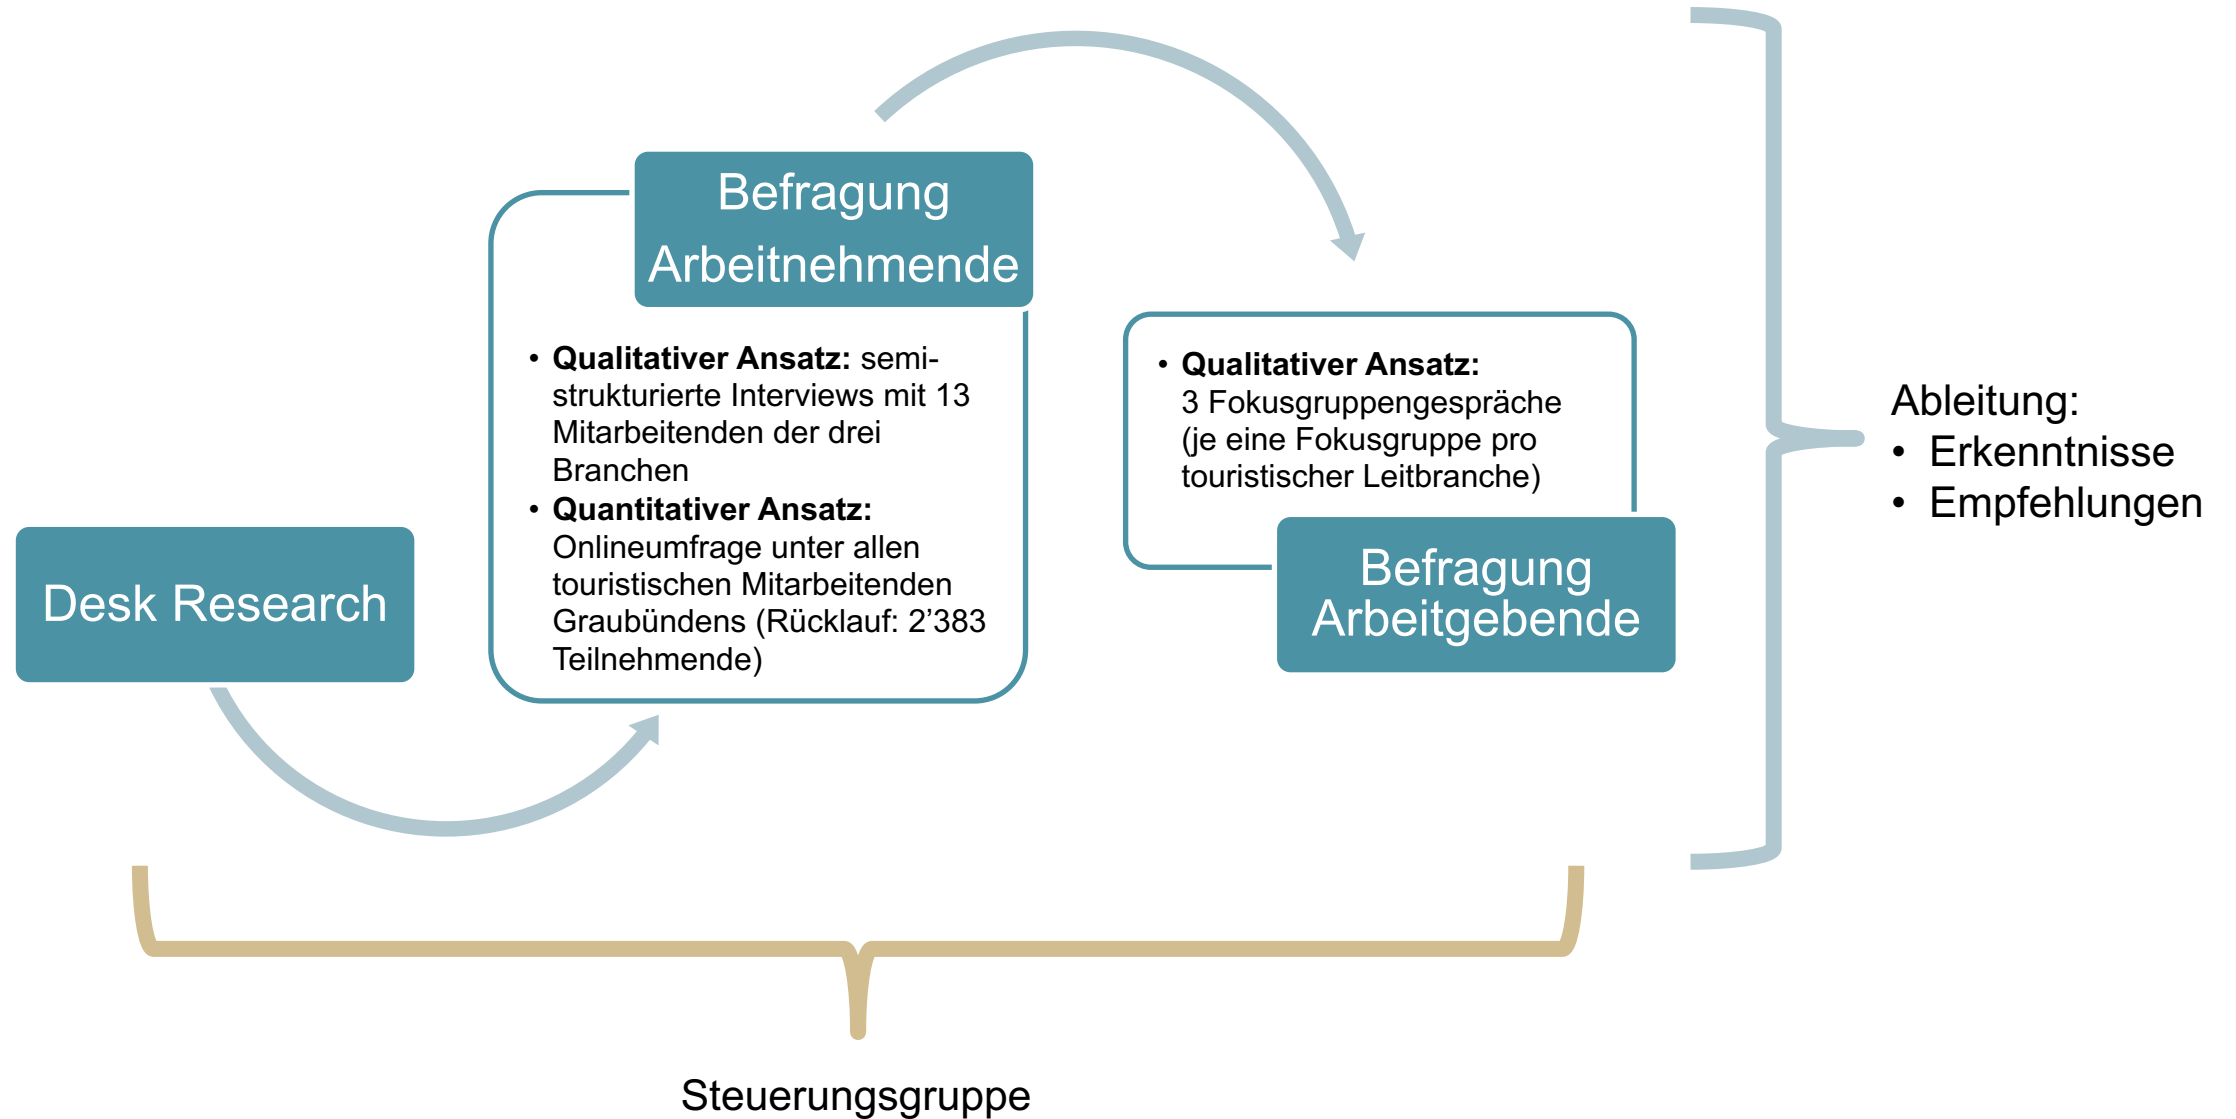 Desk Research
Befragung
Arbeitnehmende
• Qualitativer Ansatz: semi-
strukturierte Interviews mit 13
Mitarbeitenden der drei
Branchen
• Quantitativer Ansatz:
Onlineumfrage unter allen
touristischen Mitarbeitenden
Graubündens (Rücklauf: 2’383
Teilnehmende)
• Qualitativer Ansatz:
3 Fokusgruppengespräche
(je eine Fokusgruppe pro
touristischer Leitbranche)
Befragung
Arbeitgebende
Ableitung:
• Erkenntnisse
• Empfehlungen
Steuerungsgruppe